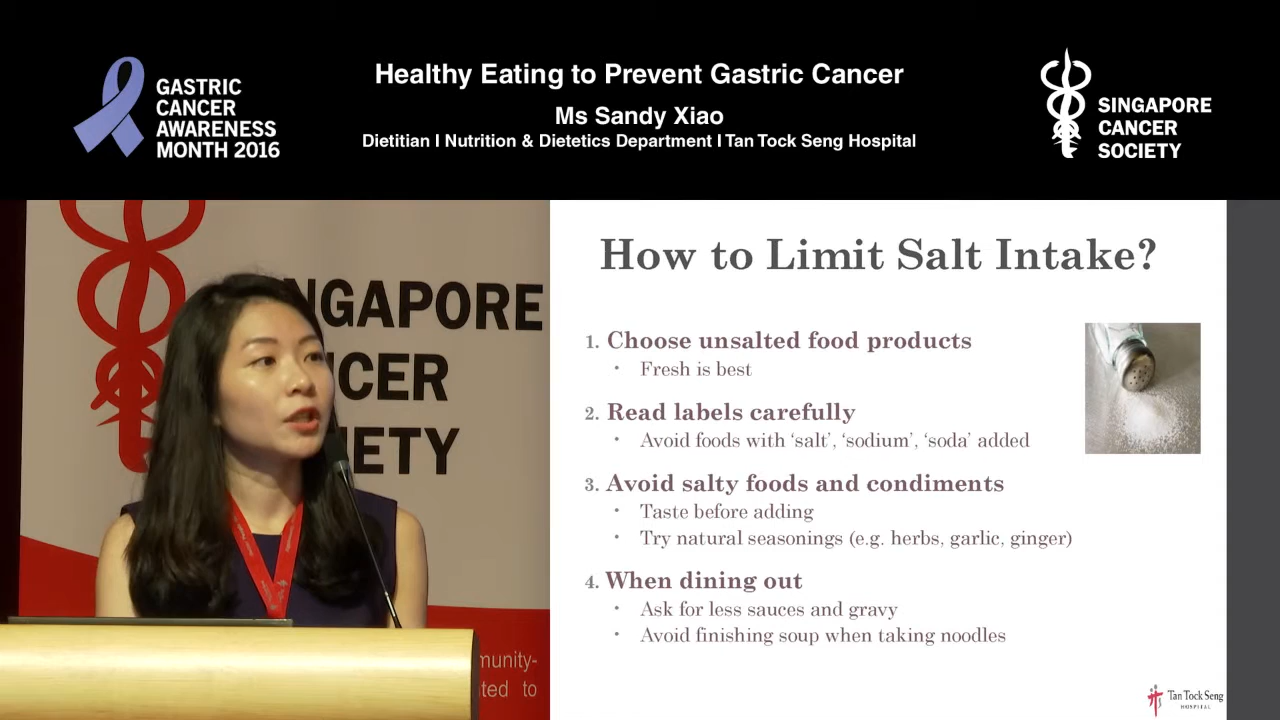 GASTRIC
CANCER
AWARENESS
MONTH 2016
Healthy Eating to Prevent Gastric Cancer
Ms Sandy Xiao
Dietitian I Nutrition & Dietetics Department I Tan Tock Seng Hospital
SINGAPORE
CANCER
SOCIETY
NGAPORE
CER
ETY
munity-
ted to
How to Limit Salt Intake?
1. Choose unsalted food products
• Fresh is best
2. Read labels carefully
• Avoid foods with ‘salt’, ‘sodium’, ‘soda’ added
3. Avoid salty foods and condiments
• Taste before adding
• Try natural seasonings (e.g. herbs, garlic, ginger)
4. When dining out
• Ask for less sauces and gravy
• Avoid finishing soup when taking noodles
Tan Tock Seng
HOSPITAL